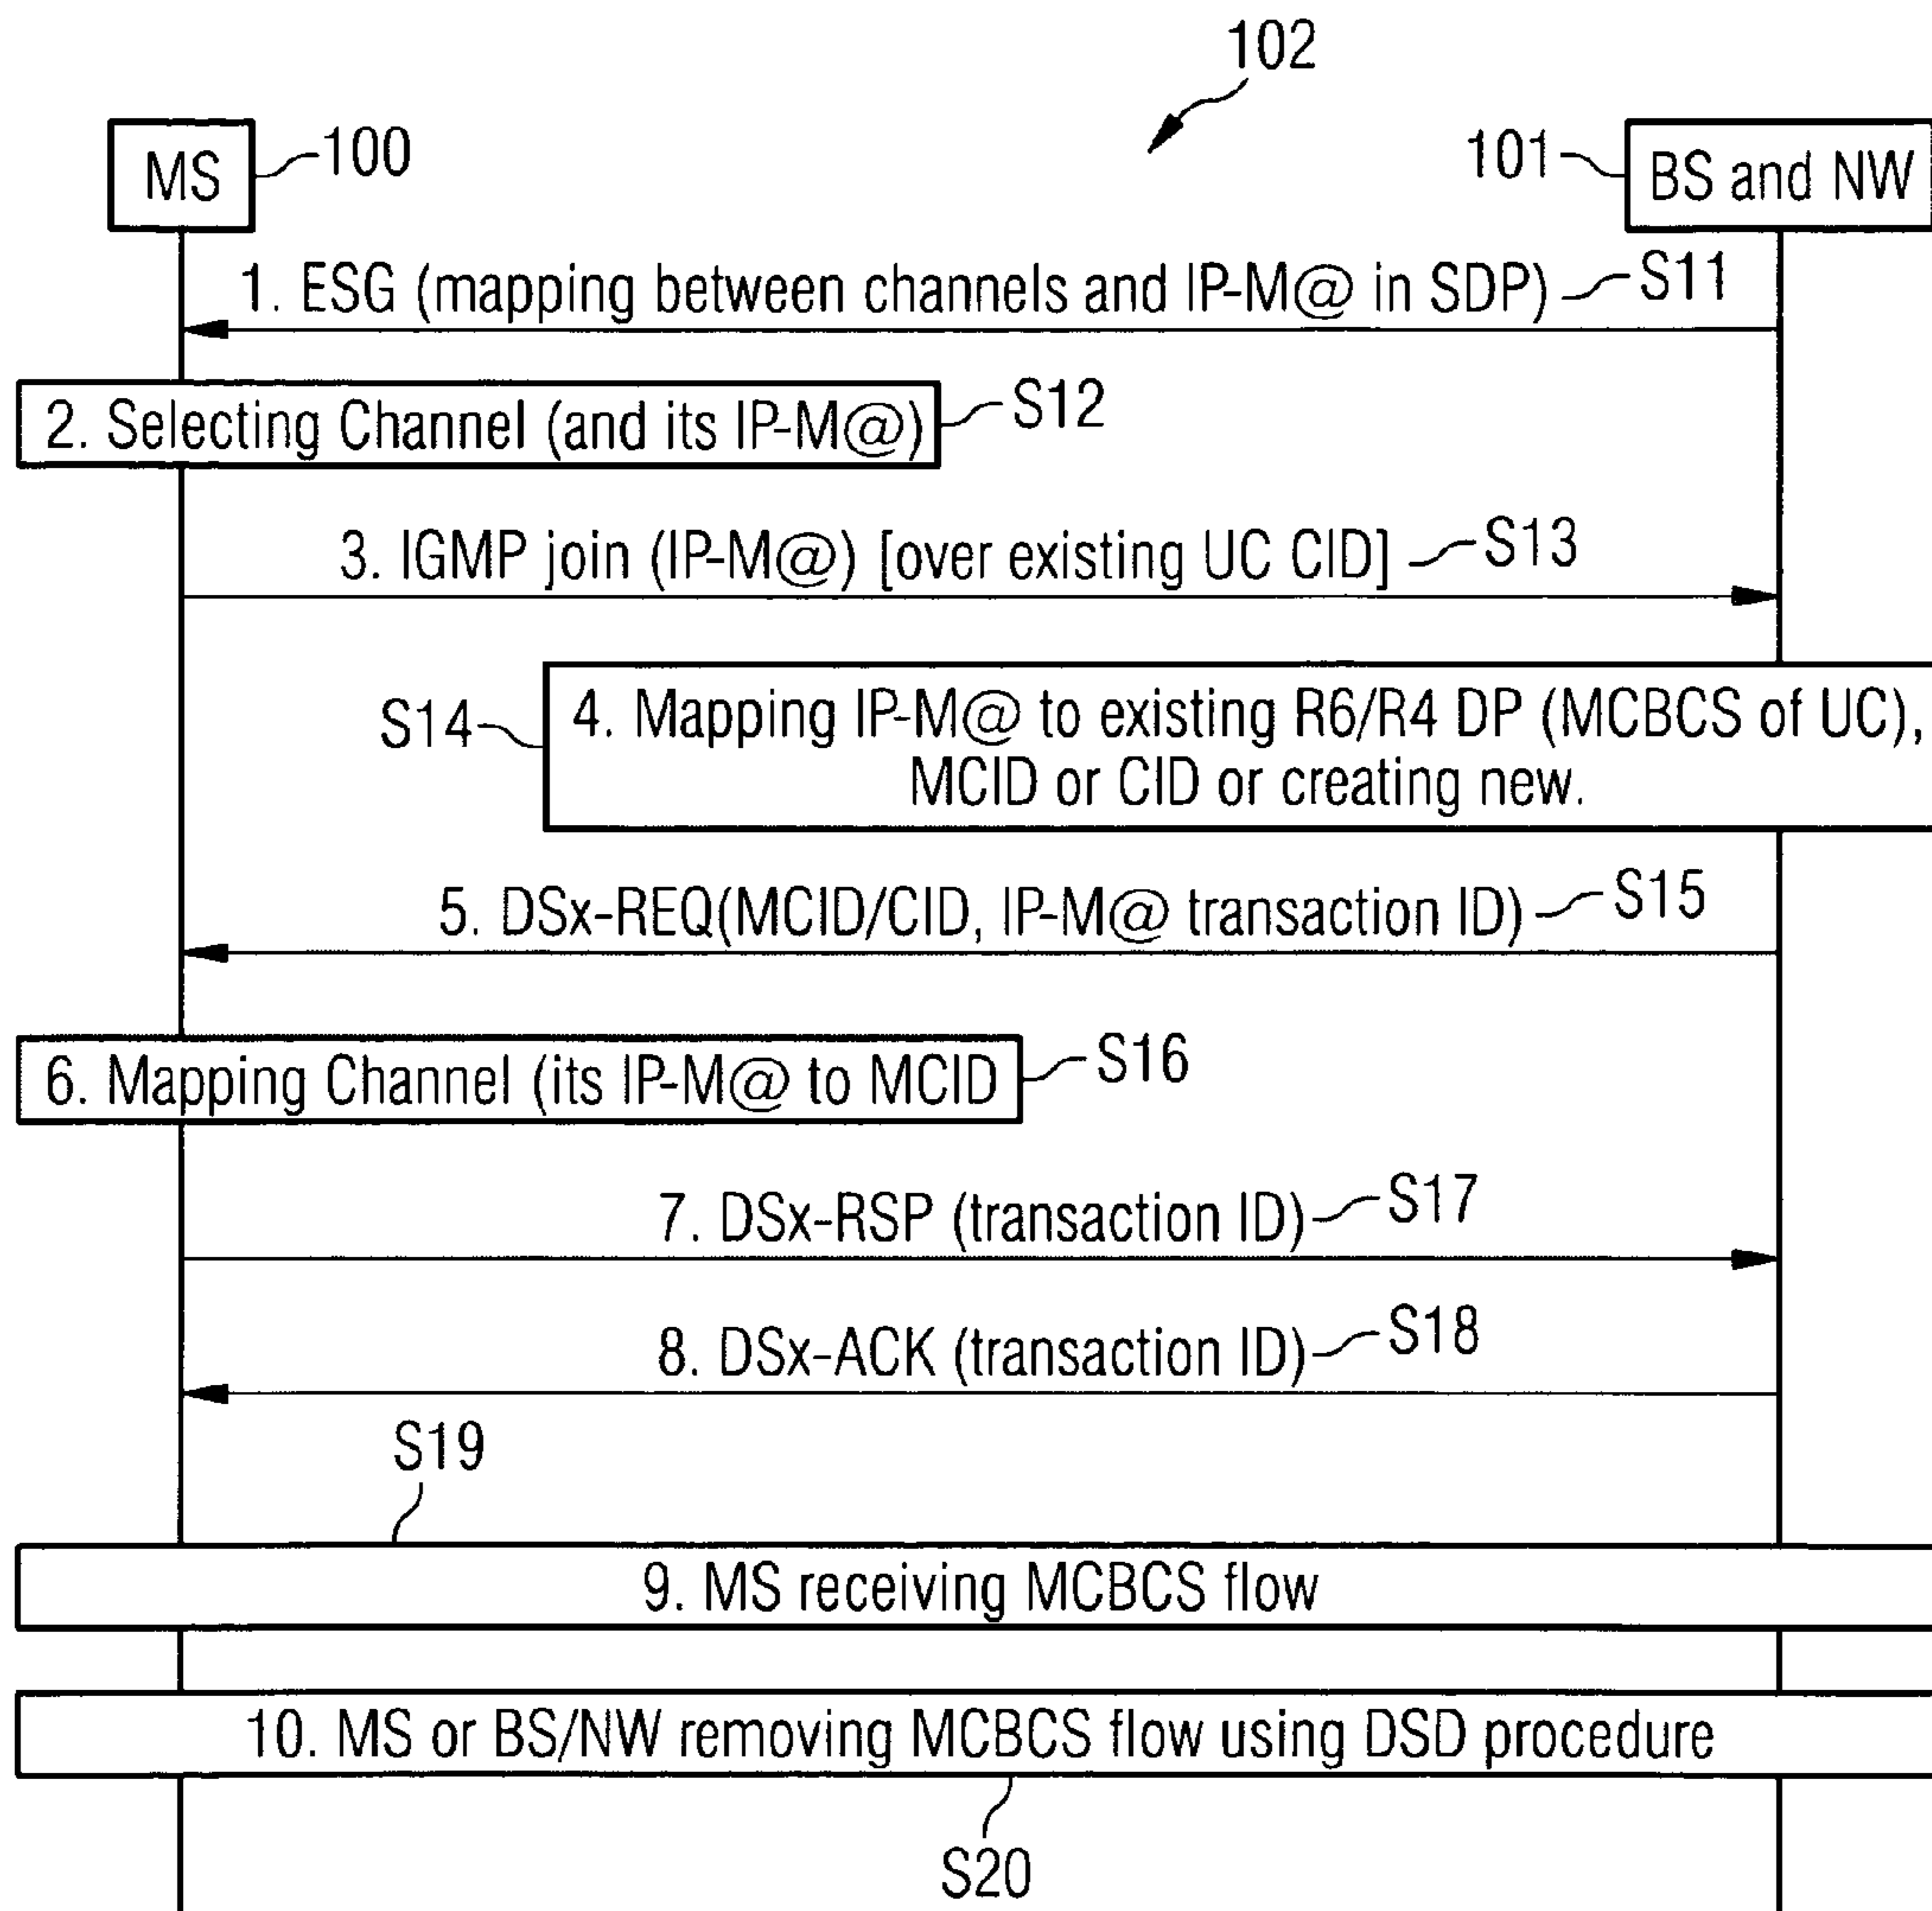 102
MS
100
101
BS and NW
1. ESG (mapping between channels and IP-M@ in SDP)
S11
2. Selecting Channel (and its IP-M@)
S12
3. IGMP join (IP-M@) [over existing UC CID]
S13
S14
4. Mapping IP-M@ to existing R6/R4 DP (MCBCS of UC),
MCID or CID or creating new.
5. DSx-REQ(MCID/CID, IP-M@ transaction ID)
S15
6. Mapping Channel (its IP-M@ to MCID
S16
7. DSx-RSP (transaction ID)
S17
8. DSx-ACK (transaction ID)
S18
S19
9. MS receiving MCBCS flow
10. MS or BS/NW removing MCBCS flow using DSD procedure
S20